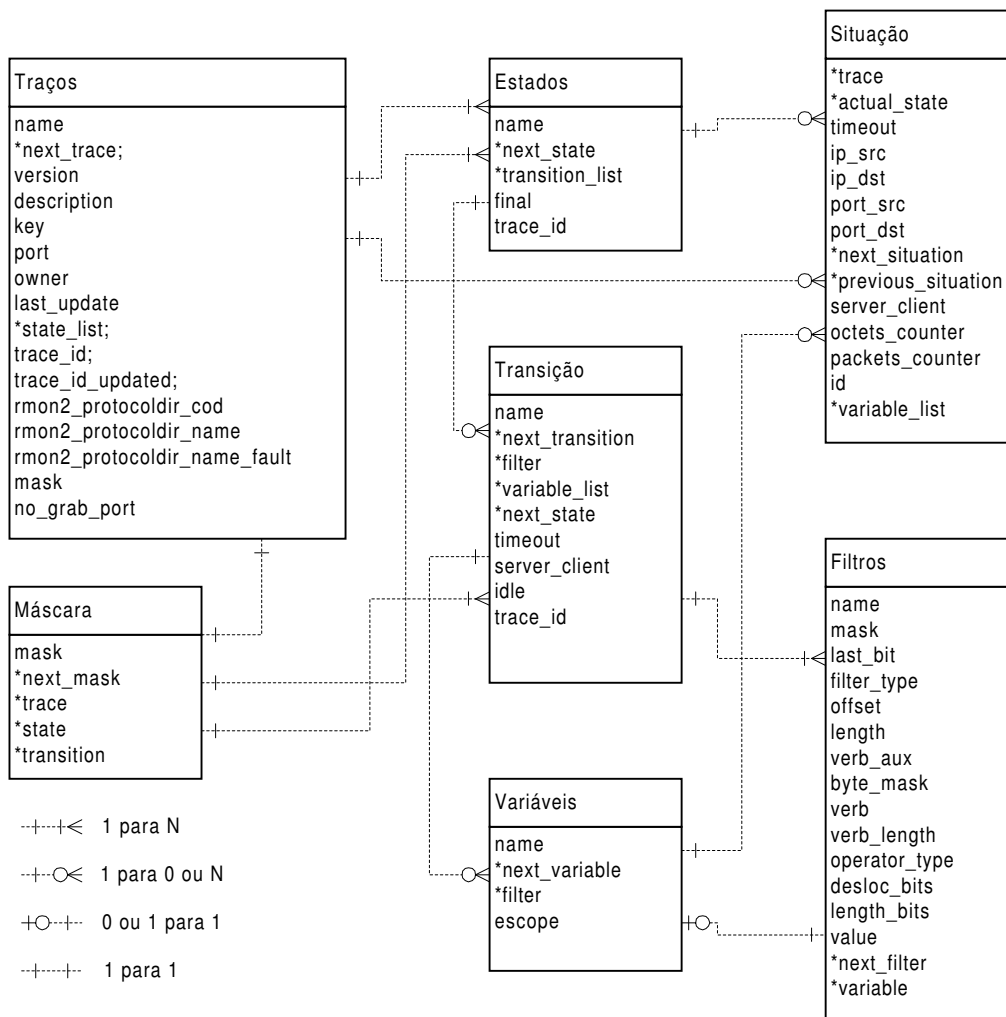 Traços
name
*next_trace;
version
description
key
port
owner
last_update
*state_list;
trace_id;
trace_id_updated;
rmon2_protocoldir_cod
rmon2_protocoldir_name
rmon2_protocoldir_name_fault
mask
no_grab_port
Máscara
mask
*next_mask
*trace
*state
*transition
1 para N
1 para 0 ou N
0 ou 1 para 1
1 para 1
Estados
name
*next_state
*transition_list
final
trace_id
Transição
name
*next_transition
*filter
*variable_list
*next_state
timeout
server_client
idle
trace_id
Variáveis
name
*next_variable
*filter
escope
Situação
*trace
*actual_state
timeout
ip_src
ip_dst
port_src
port_dst
*next_situation
*previous_situation
server_client
octets_counter
packets_counter
id
*variable_list
Filtros
name
mask
last_bit
filter_type
offset
length
verb_aux
byte_mask
verb
verb_length
operator_type
desloc_bits
length_bits
value
*next_filter
*variable